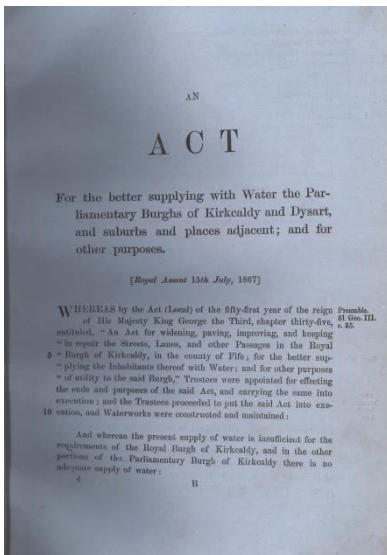 AN
ACT
For the better supplying with Water the Par-
liamentary Burghs of Kirkcaldy and Dysart,
and suburbs and places adjacent; and for
other purposes.
[Royal Assent 15th July, 1867]
WHEREAS by the Act (Local) of the fifty-first year of the reign
Preamble.
of His Majesty King George the Third, chapter thirty-five,
51 Geo. III.
c. 35.
entituled, "An Act for widening, paving, improving, and keeping
"in repair the Streets, Lanes, and other Passages in the Royal
5 "Burgh of Kirkcaldy, in the county of Fife; for the better sup-
"plying the Inhabitants thereof with Water; and for other purposes
"of utility to the said Burgh," Trustees were appointed for effecting
the ends and purposes of the said Act, and carrying the same into
execution; and the Trustees proceeded to put the said Act into exe-
10 cution, and Waterworks were constructed and maintained:
And whereas the present supply of water is insufficient for the
requirements of the Royal Burgh of Kirkcaldy, and in the other
portions of the Parliamentary Burgh of Kirkcaldy there is no
adequate supply of water:
B